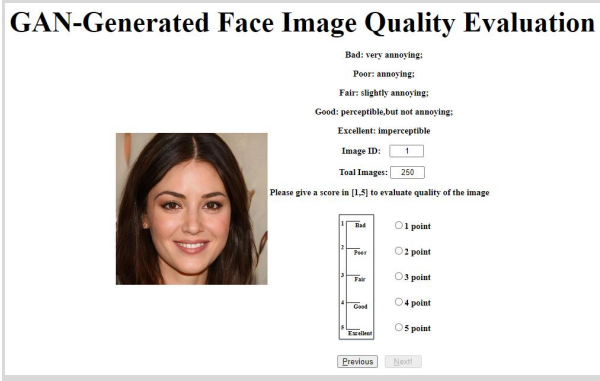 GAN-Generated Face Image Quality Evaluation
Bad: very annoying;
Poor: annoying;
Fair: slightly annoying;
Good: perceptible,but not annoying;
Excellent: imperceptible
Image ID: 1
Toal Images: 250
Please give a score in [1,5] to evaluate quality of the image
1 Bad 1 point
2 Poor 2 point
3 Fair 3 point
4 Good 4 point
5 Excellent 5 point
Previous Next!